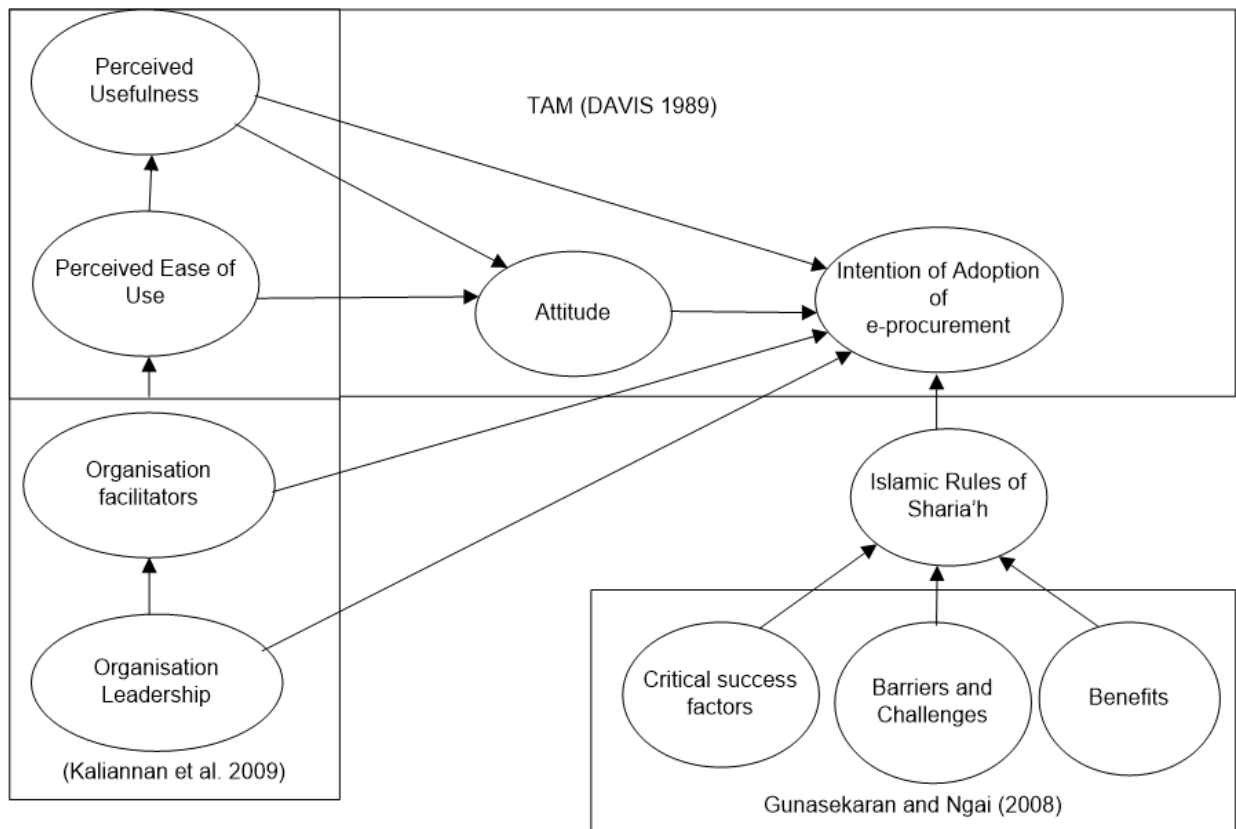 Perceived
Usefulness
TAM (DAVIS 1989)
Perceived Ease of
Use
Attitude
Intention of Adoption
of
e-procurement
Organisation
facilitators
Islamic Rules of
Sharia'h
Organisation
Leadership
Critical success
factors
Barriers and
Challenges
Benefits
(Kaliannan et al. 2009)
Gunasekaran and Ngai (2008)